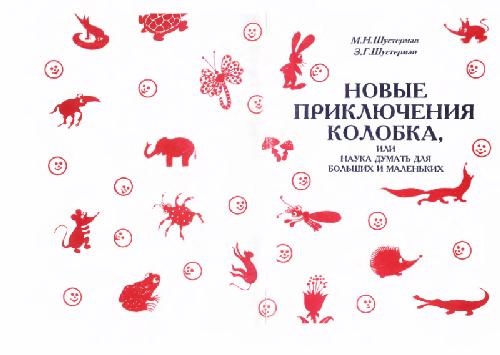 М.Н.Шустерман
Э.Г.Шустерман
НОВЫЕ
ПРИКЛЮЧЕНИЯ
КОЛОБКА,
ИЛИ
НАУКА ДУМАТЬ ДЛЯ
БОЛЬШИХ И МАЛЕНЬКИХ